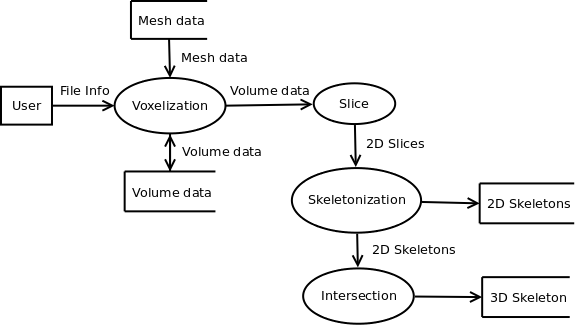 Mesh data
Mesh data
File Info
Volume data
User
Voxelization
Slice
2D Slices
Volume data
Volume data
Skeletonization
2D Skeletons
2D Skeletons
Intersection
3D Skeleton